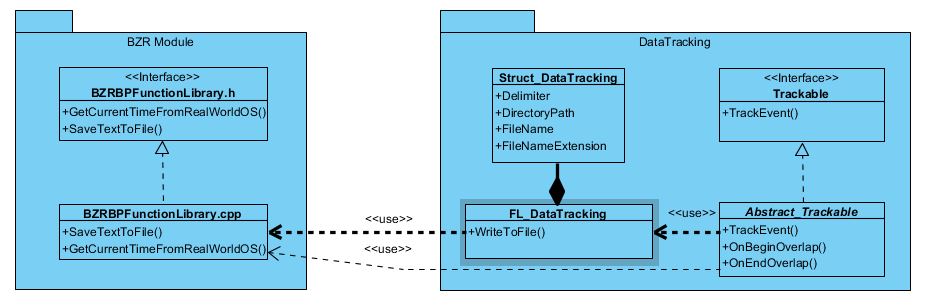 BZR Module
<<Interface>>
BZRBPFunctionLibrary.h
+GetCurrentTimeFromRealWorldOS()
+SaveTextToFile()
BZRBPFunctionLibrary.cpp
+SaveTextToFile()
+GetCurrentTimeFromRealWorldOS()
<<use>>
<<use>>
DataTracking
Struct_DataTracking
+Delimiter
+DirectoryPath
+FileName
+FileNameExtension
FL_DataTracking
+WriteToFile()
<<use>>
<<Interface>>
Trackable
+TrackEvent()
Abstract_Trackable
+TrackEvent()
+OnBeginOverlap()
+OnEndOverlap()